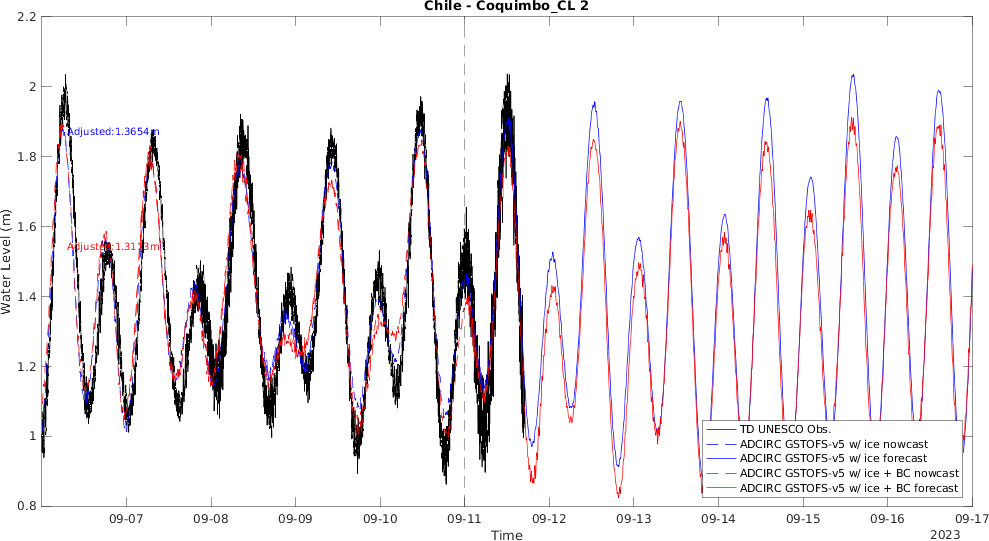 Chile - Coquimbo_CL 2
2.2
2
1.8
1.6
1.4
1.2
1
0.8
Water Level (m)
Adjusted:1.3654m
Adjusted:1.3113m
TD UNESCO Obs.
ADCIRC GSTOFS-v5 w/ ice nowcast
ADCIRC GSTOFS-v5 w/ ice forecast
ADCIRC GSTOFS-v5 w/ ice + BC nowcast
ADCIRC GSTOFS-v5 w/ ice + BC forecast
09-07 09-08 09-09 09-10 09-11 09-12 09-13 09-14 09-15 09-16 09-17
Time
2023